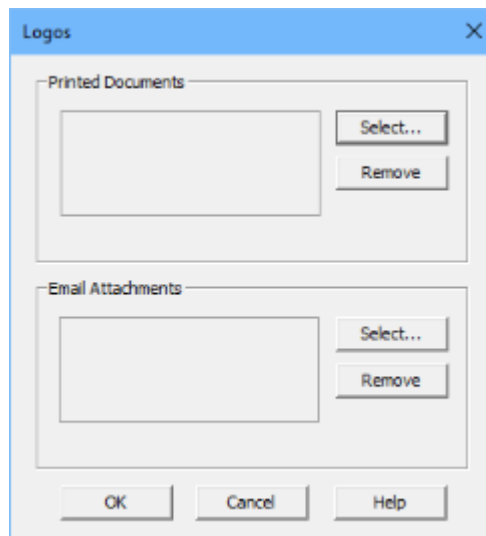 Logos
Printed Documents
Select...
Remove
Email Attachments
Select...
Remove
OK Cancel Help